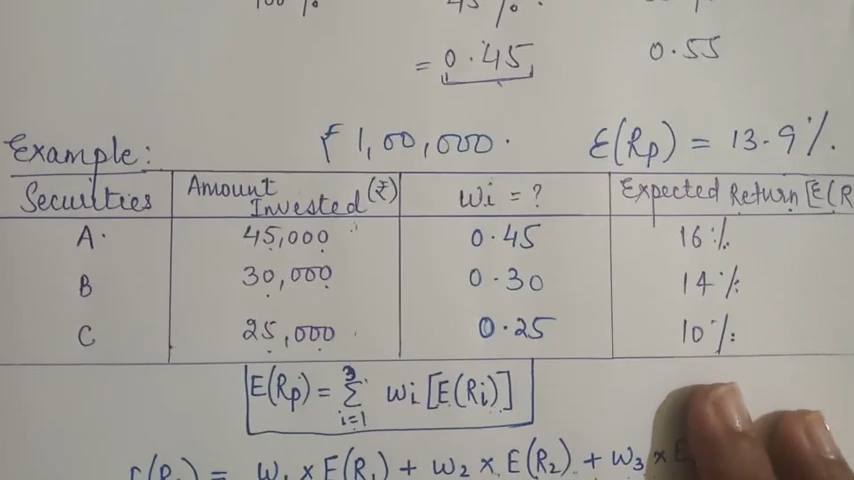 = 0.45 0.55
Example: ₹ 1,00,000. E(Rp) = 13.9%.
Securities Amount Invested (₹) Wi = ? Expected Return [E(R
A 45,000 0.45 16%
B 30,000 0.30 14%
C 25,000 0.25 10%
E(Rp) = 3 Σ i=1 Wi [E(Ri)]
= W1 x E(R1) + W2 x E(R2) + W3 x